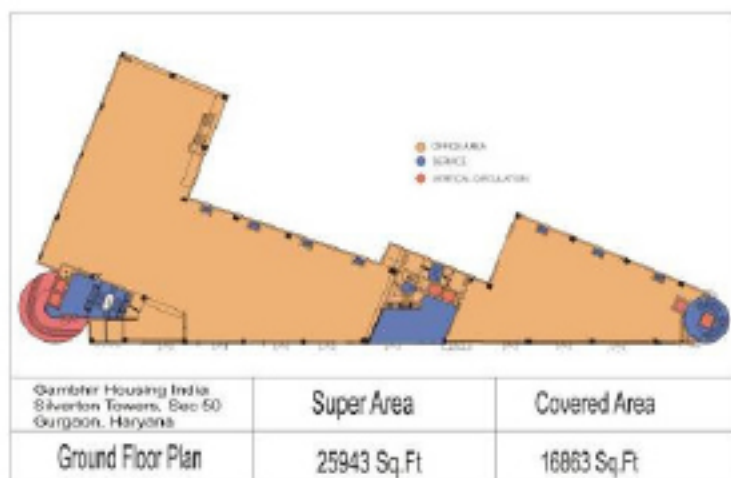 OFFICE AREA
SERVICE
VERTICAL CIRCULATION
Gambhir Housing India
Silverton Towers, Sec 50
Gurgaon, Haryana
Super Area
Covered Area
Ground Floor Plan
25943 Sq.Ft
16863 Sq.Ft